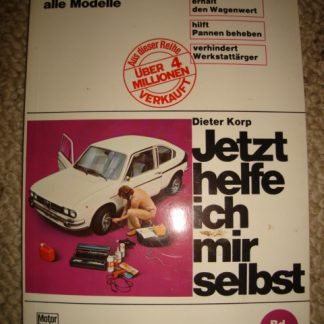 alle Modelle
erhält
den Wagenwert
hilft
Pannen beheben
verhindert
Werkstattärger
Aus dieser Reihe
ÜBER 4
MILLIONEN
VERKAUFT
Dieter Korp
Jetzt
helfe
ich
mir
selbst
Motor
Bd